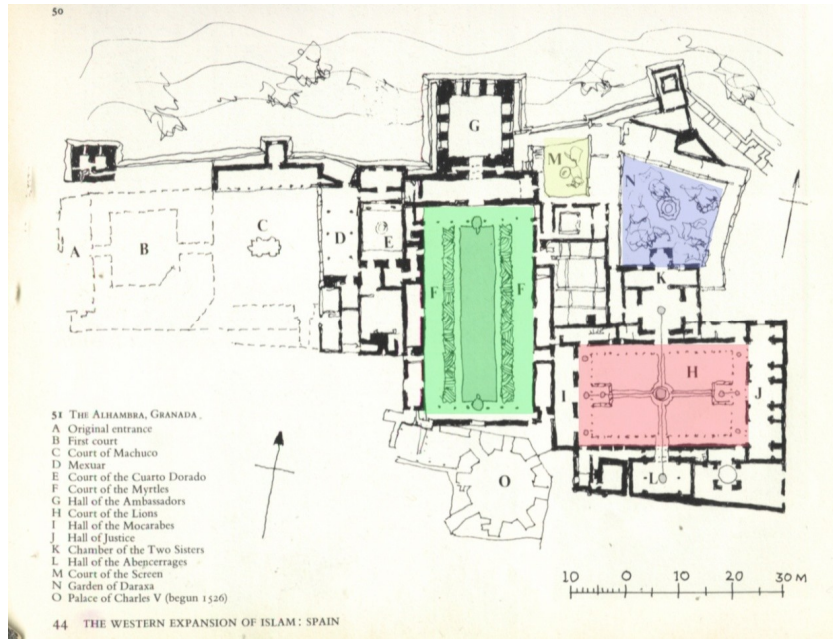 50
G
M
N
A
B
C
D
E
K
F
F
H
I
J
L
O
51 THE ALHAMBRA, GRANADA.
A Original entrance
B First court
C Court of Machuco
D Mexuar
E Court of the Cuarto Dorado
F Court of the Myrtles
G Hall of the Ambassadors
H Court of the Lions
I Hall of the Mocarabes
J Hall of Justice
K Chamber of the Two Sisters
L Hall of the Abencerrages
M Court of the Screen
N Garden of Daraxa
O Palace of Charles V (begun 1526)
10 0 10 20 30 M
44 THE WESTERN EXPANSION OF ISLAM: SPAIN